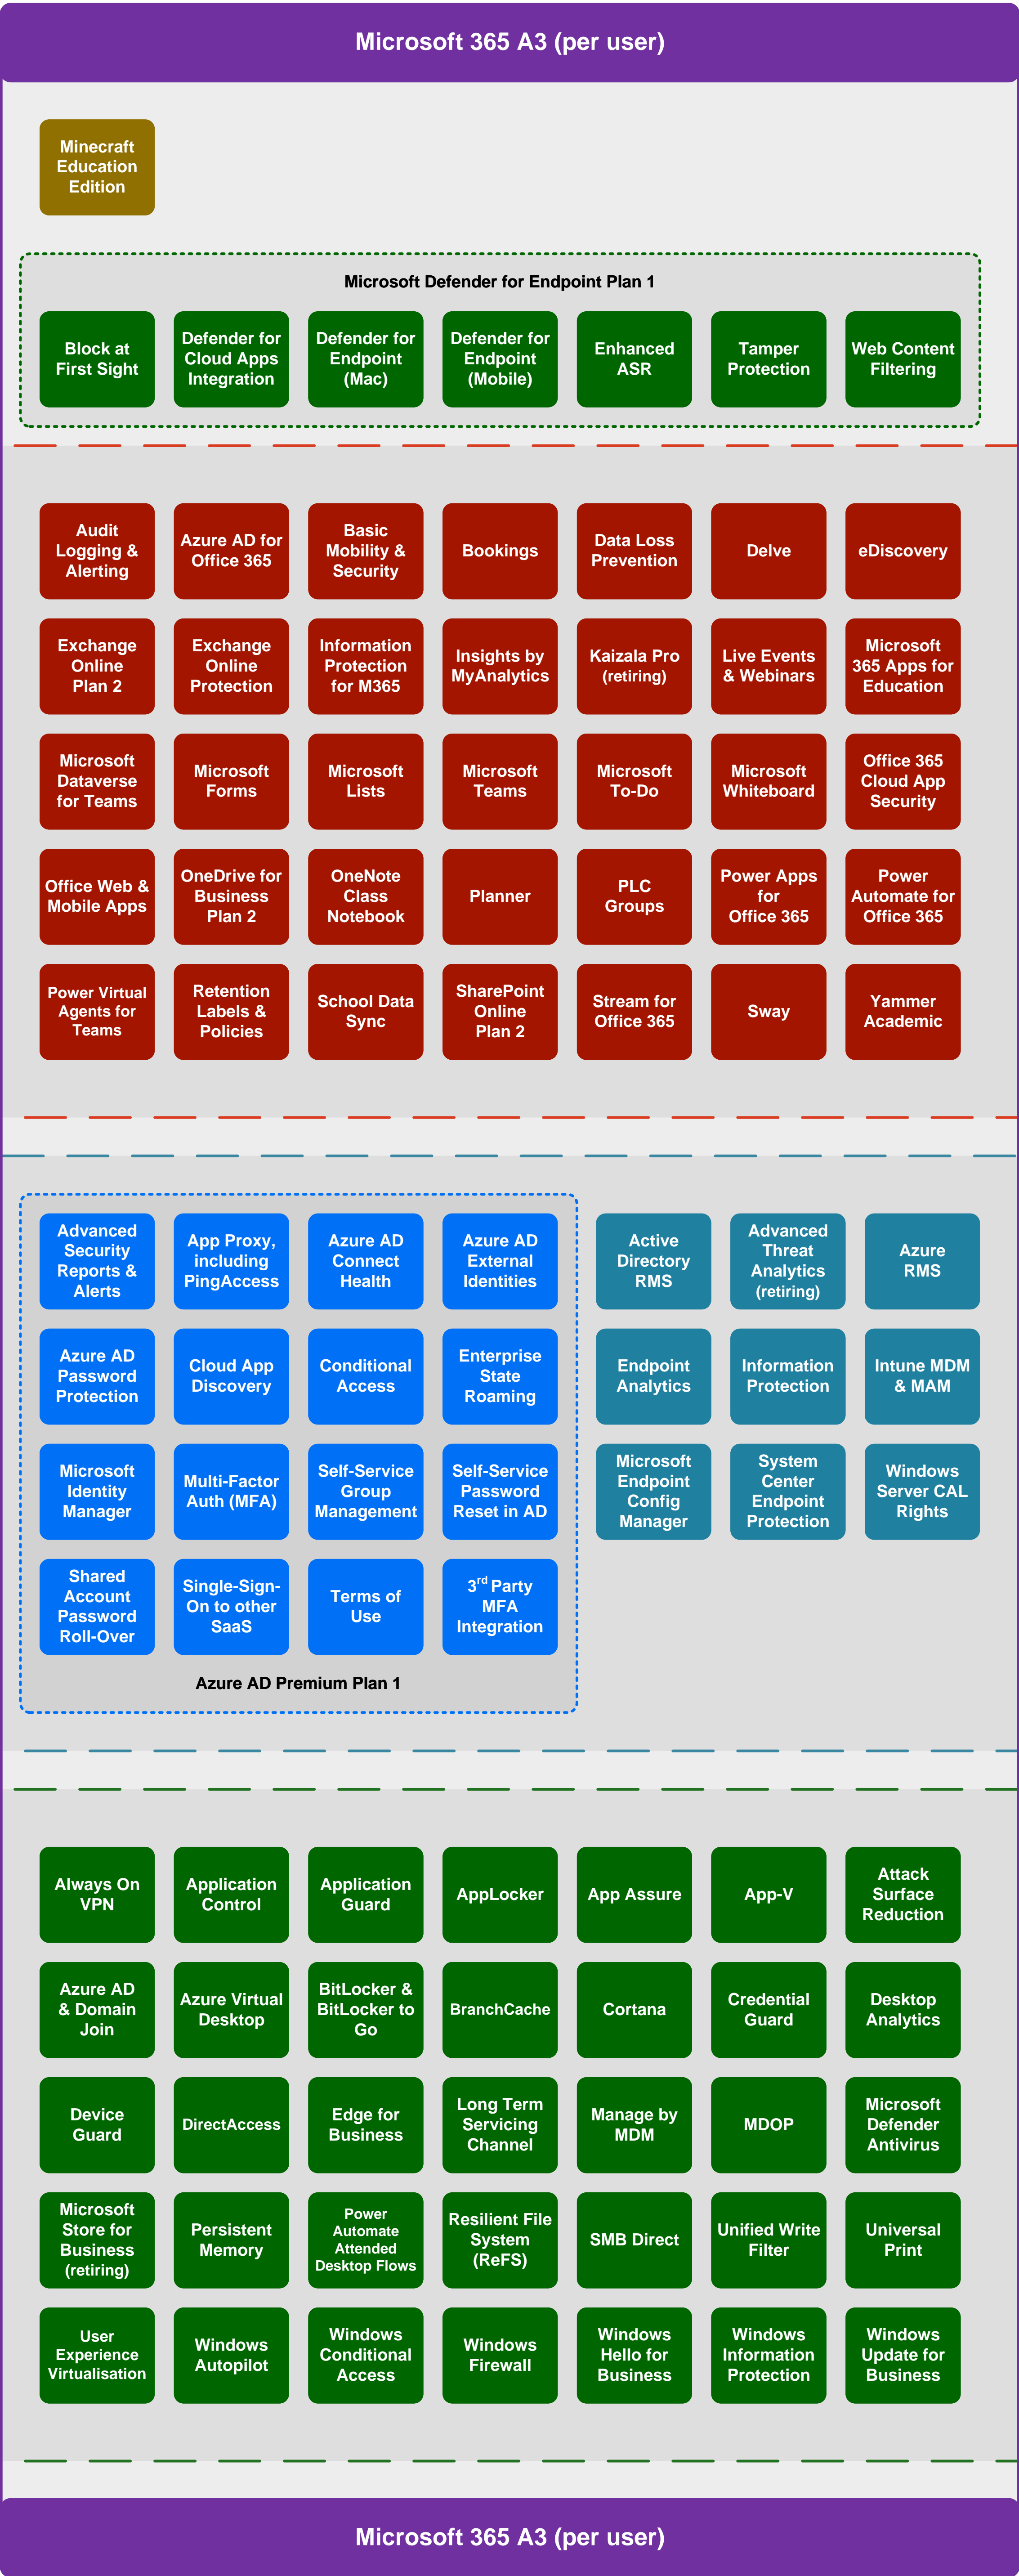 Microsoft 365 A3 (per user)
Minecraft
Education
Edition
Microsoft Defender for Endpoint Plan 1
Block at
First Sight
Defender for
Cloud Apps
Integration
Defender for
Endpoint
(Mac)
Defender for
Endpoint
(Mobile)
Enhanced
ASR
Tamper
Protection
Web Content
Filtering
Audit
Logging &
Alerting
Azure AD for
Office 365
Basic
Mobility &
Security
Bookings
Data Loss
Prevention
Delve
eDiscovery
Exchange
Online
Plan 2
Exchange
Online
Protection
Information
Protection
for M365
Insights by
MyAnalytics
Kaizala Pro
(retiring)
Live Events
& Webinars
Microsoft
365 Apps for
Education
Microsoft
Dataverse
for Teams
Microsoft
Forms
Microsoft
Lists
Microsoft
Teams
Microsoft
To-Do
Microsoft
Whiteboard
Office 365
Cloud App
Security
Office Web &
Mobile Apps
OneDrive for
Business
Plan 2
OneNote
Class
Notebook
Planner
PLC
Groups
Power Apps
for
Office 365
Power
Automate for
Office 365
Power Virtual
Agents for
Teams
Retention
Labels &
Policies
School Data
Sync
SharePoint
Online
Plan 2
Stream for
Office 365
Sway
Yammer
Academic
Advanced
Security
Reports &
Alerts
App Proxy,
including
PingAccess
Azure AD
Connect
Health
Azure AD
External
Identities
Active
Directory
RMS
Advanced
Threat
Analytics
(retiring)
Azure
RMS
Azure AD
Password
Protection
Cloud App
Discovery
Conditional
Access
Enterprise
State
Roaming
Endpoint
Analytics
Information
Protection
Intune MDM
& MAM
Microsoft
Identity
Manager
Multi-Factor
Auth (MFA)
Self-Service
Group
Management
Self-Service
Password
Reset in AD
Microsoft
Endpoint
Config
Manager
System
Center
Endpoint
Protection
Windows
Server CAL
Rights
Shared
Account
Password
Roll-Over
Single-Sign-
On to other
SaaS
Terms of
Use
3rd Party
MFA
Integration
Azure AD Premium Plan 1
Always On
VPN
Application
Control
Application
Guard
AppLocker
App Assure
App-V
Attack
Surface
Reduction
Azure AD
& Domain
Join
Azure Virtual
Desktop
BitLocker &
BitLocker to
Go
BranchCache
Cortana
Credential
Guard
Desktop
Analytics
Device
Guard
DirectAccess
Edge for
Business
Long Term
Servicing
Channel
Manage by
MDM
MDOP
Microsoft
Defender
Antivirus
Microsoft
Store for
Business
(retiring)
Persistent
Memory
Power
Automate
Attended
Desktop Flows
Resilient File
System
(ReFS)
SMB Direct
Unified Write
Filter
Universal
Print
User
Experience
Virtualisation
Windows
Autopilot
Windows
Conditional
Access
Windows
Firewall
Windows
Hello for
Business
Windows
Information
Protection
Windows
Update for
Business
Microsoft 365 A3 (per user)